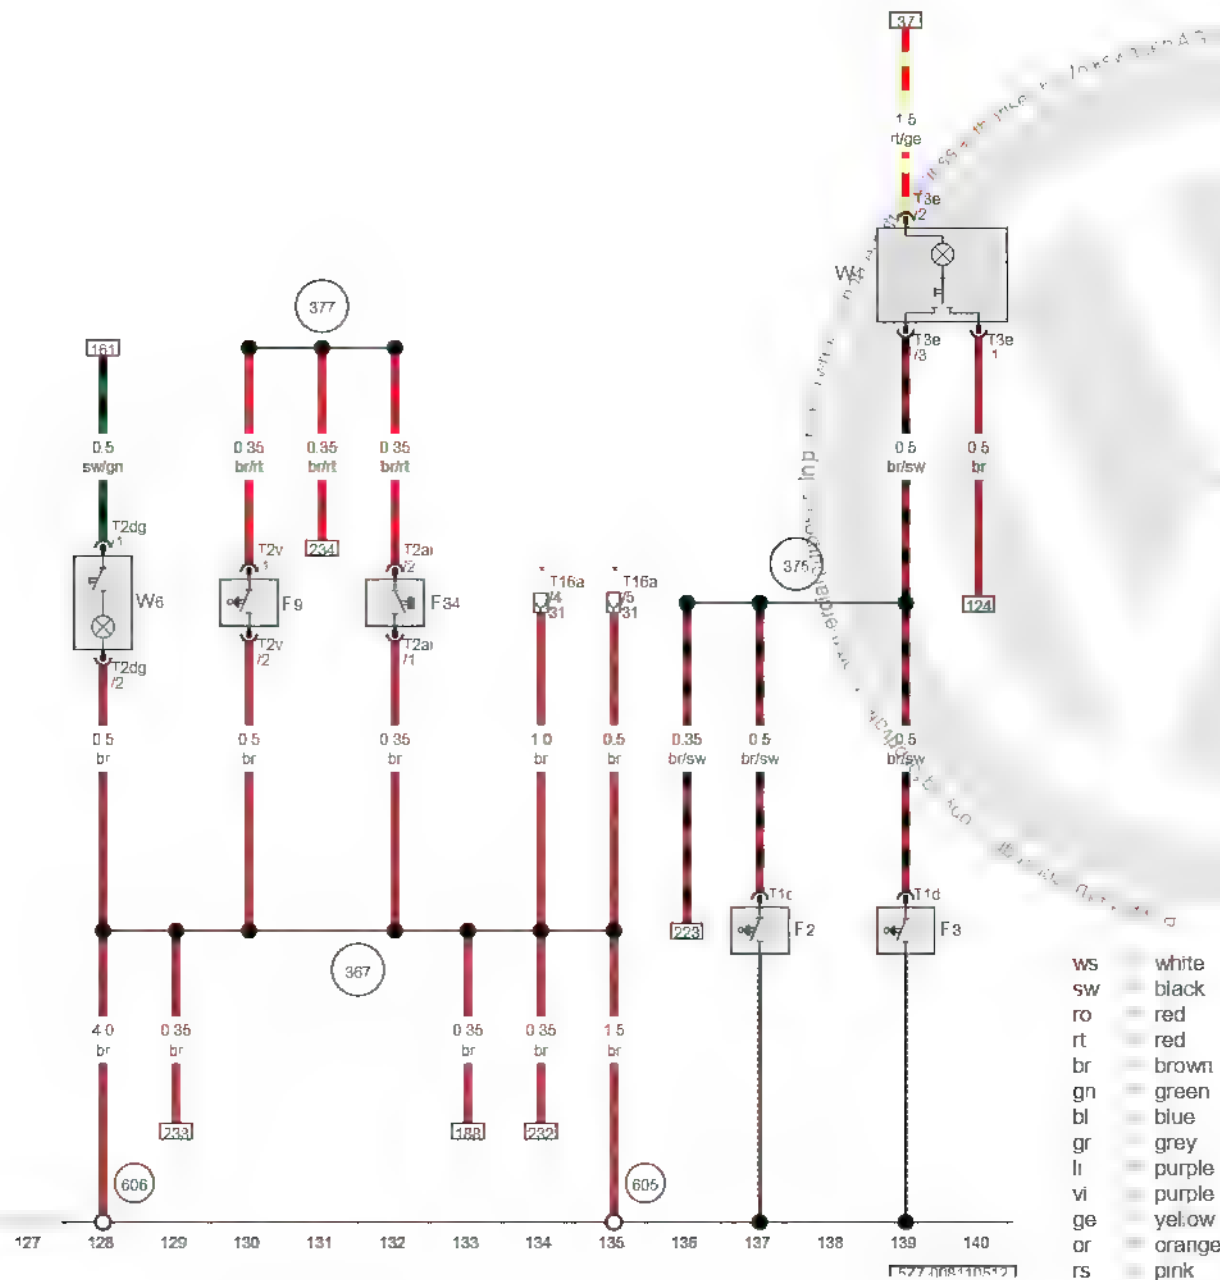 37
1.5
rt/ge
T3e
/2
W
T3e
/3
T3e
1
377
161
0.5
sw/gn
0.35
br/rt
0.35
br/rt
0.35
br/rt
0.5
br/sw
0.5
br
T2dg
1
T2v
1
234
/2
375
W6
F9
F34
T16a
/4
31
T16a
/5
31
124
T2dg
/2
T2v
/2
/1
0.5
br
0.5
br
0.35
br
1.0
br
0.5
br
0.35
br/sw
0.5
br/sw
0.5
br/sw
T1d
223
F2
F3
367
4.0
br
0.35
br
0.35
br
0.35
br
1.5
br
233
188
232
606
605
127 128 129 130 131 132 133 134 135 136 137 138 139 140
ws = white
sw = black
ro = red
rt = red
br = brown
gn = green
bl = blue
gr = grey
li = purple
vi = purple
ge = yellow
or = orange
rs = pink